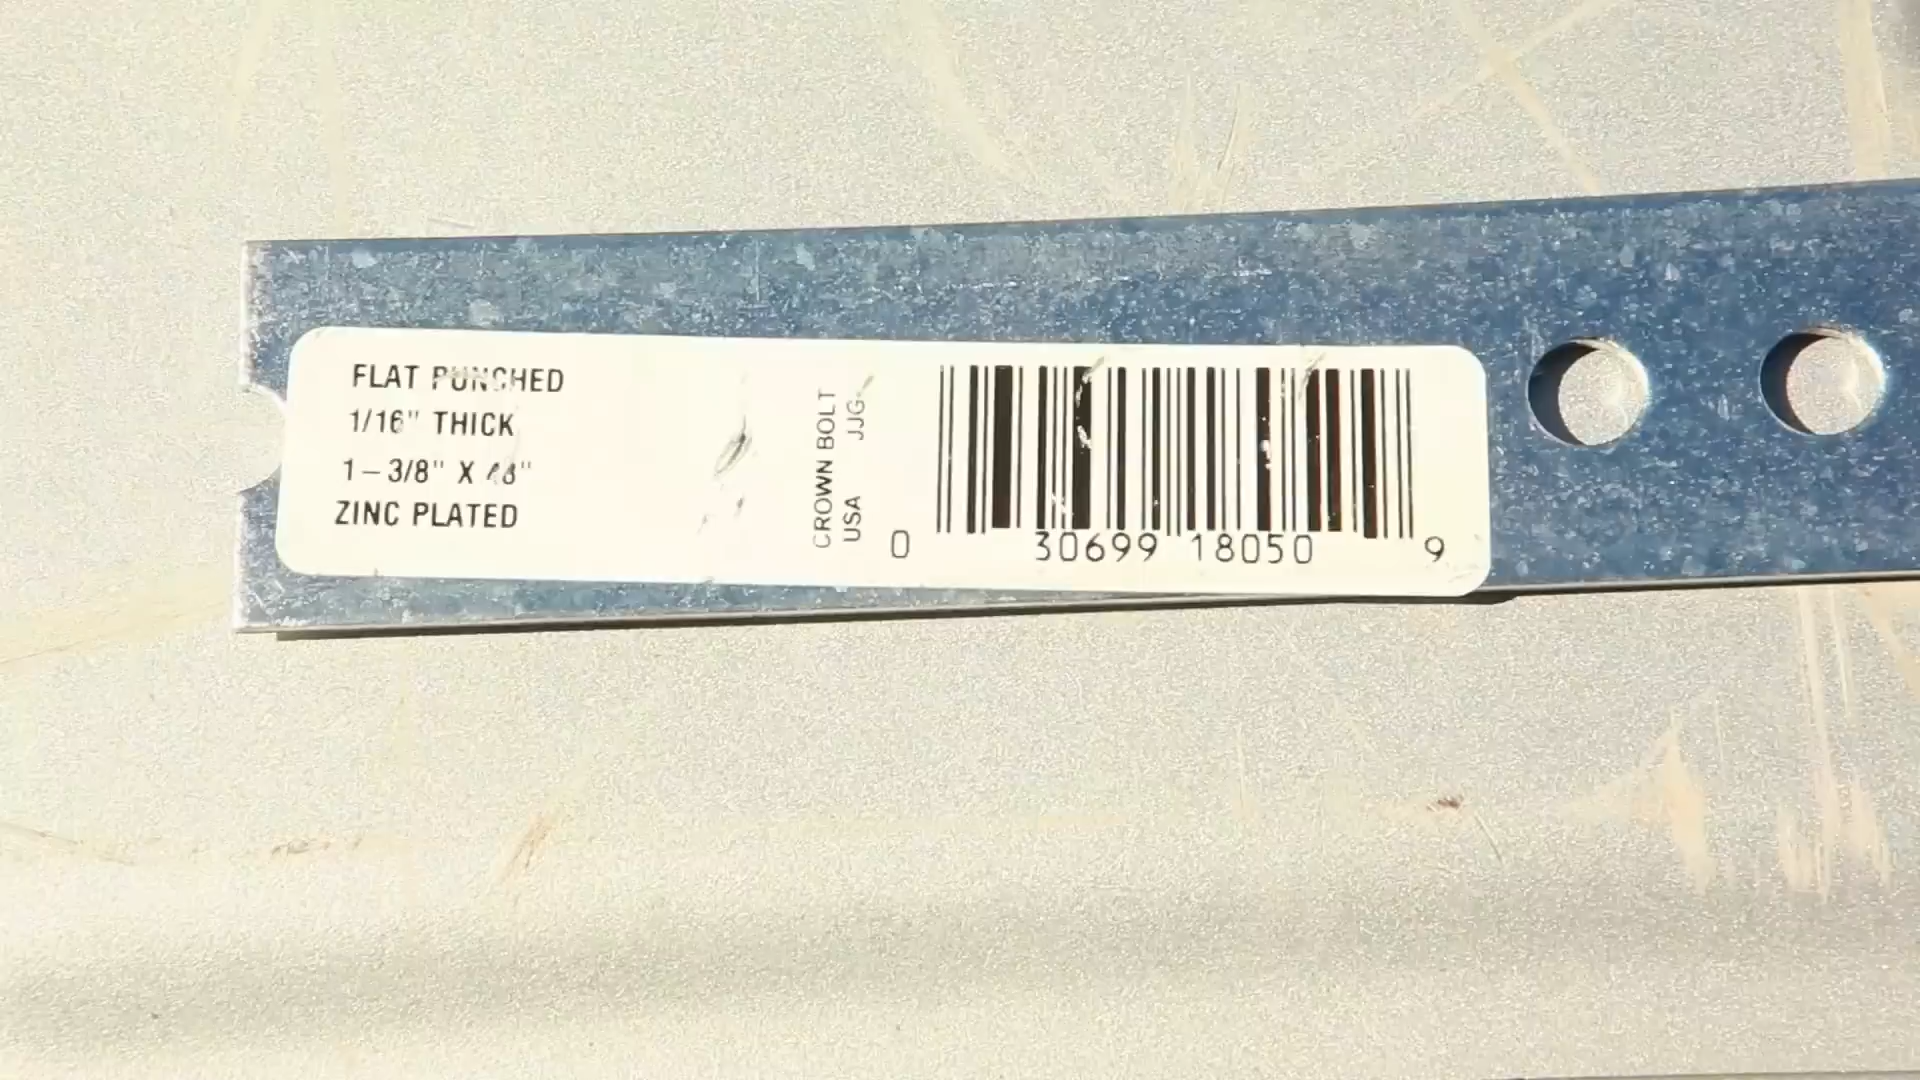 FLAT PUNCHED
1/16" THICK
1-3/8" X 48"
ZINC PLATED
CROWN BOLT
USA JJG
0 30699 18050 9